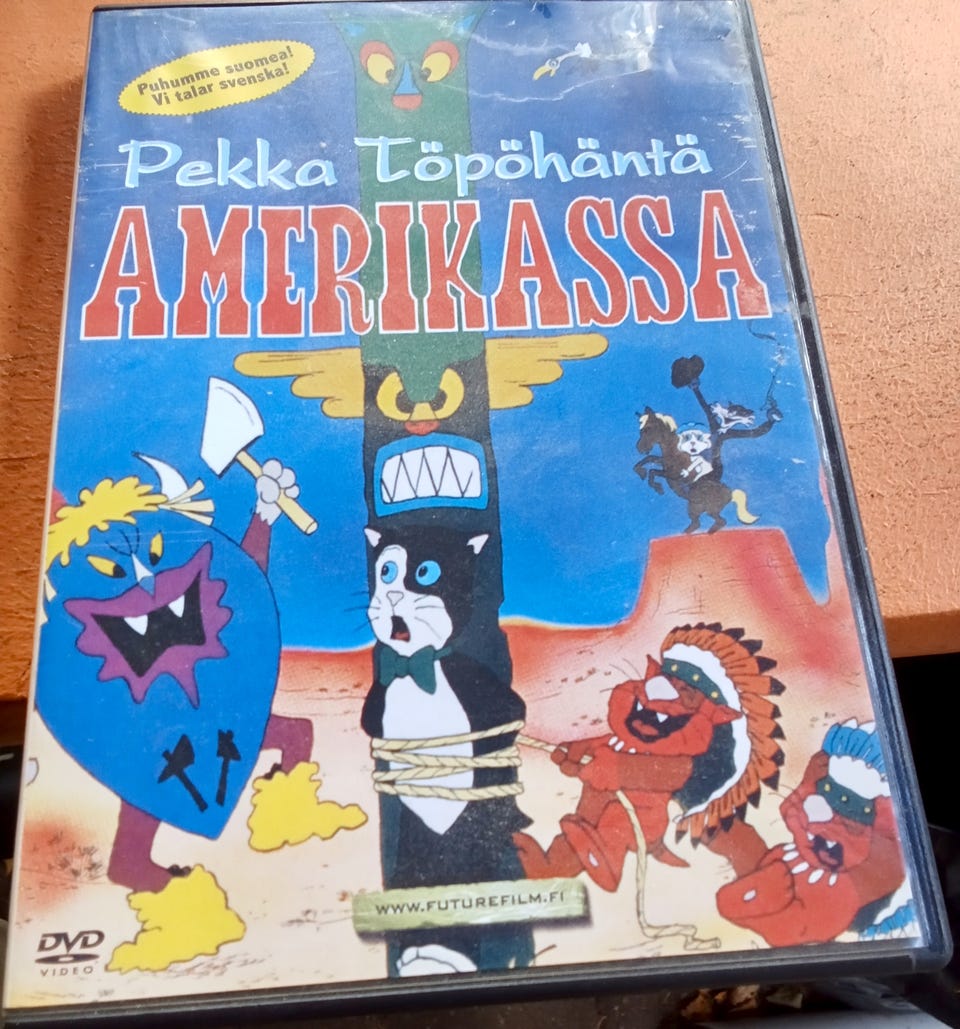 Puhumme suomea!
Vi talar svenska!
Pekka Töpöhäntä
AMERIKASSA
WWW.FUTUREFILM.FI
DVD
VIDEO